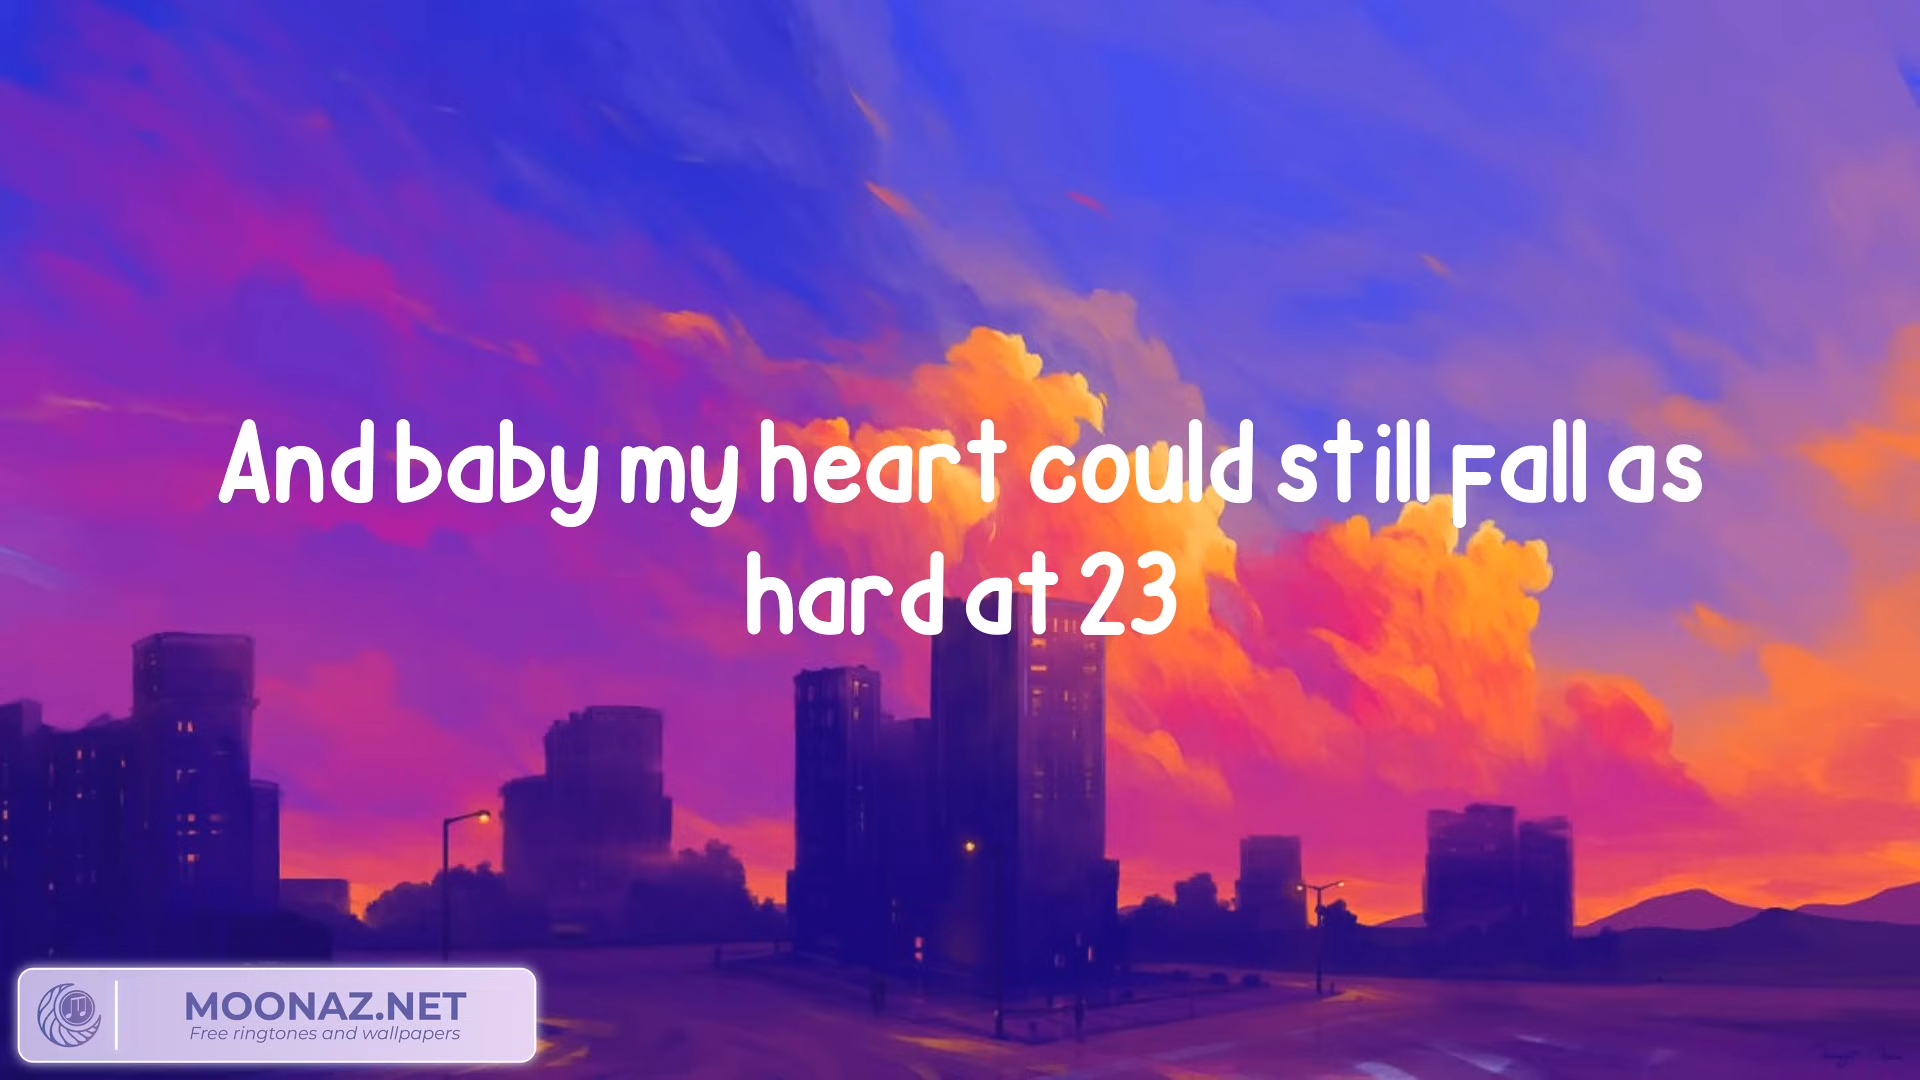 And baby my heart could still fall as
hard at 23
MOONAZ.NET
Free ringtones and wallpapers